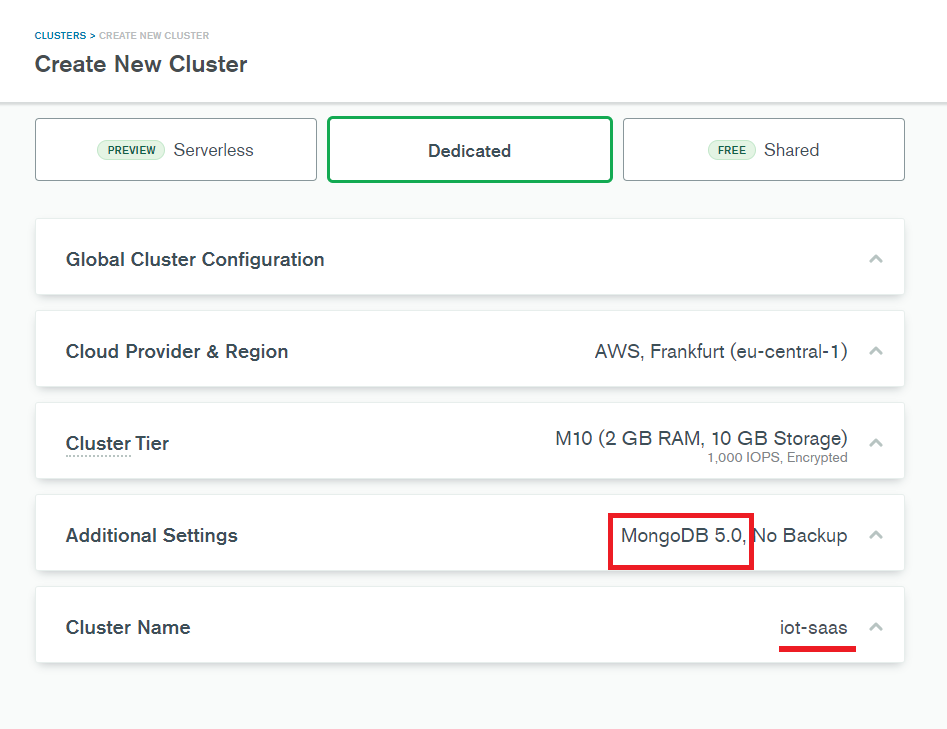 CLUSTERS > CREATE NEW CLUSTER
Create New Cluster
PREVIEW Serverless
Dedicated
FREE Shared
Global Cluster Configuration
Cloud Provider & Region AWS, Frankfurt (eu-central-1)
Cluster Tier M10 (2 GB RAM, 10 GB Storage)
1,000 IOPS, Encrypted
Additional Settings MongoDB 5.0, No Backup
Cluster Name iot-saas